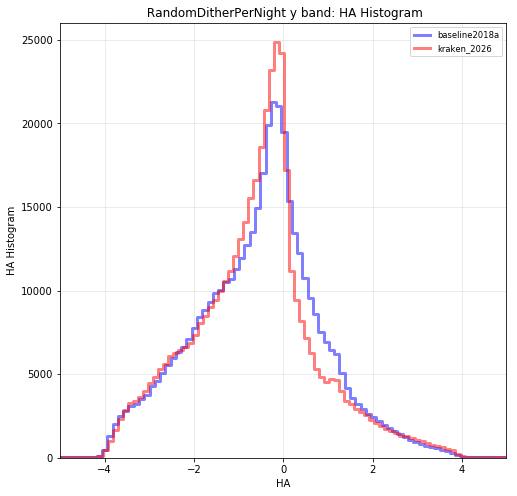 RandomDitherPerNight y band: HA Histogram
baseline2018a
kraken_2026
HA Histogram
25000
20000
15000
10000
5000
0
−4
−2
0
2
4
HA